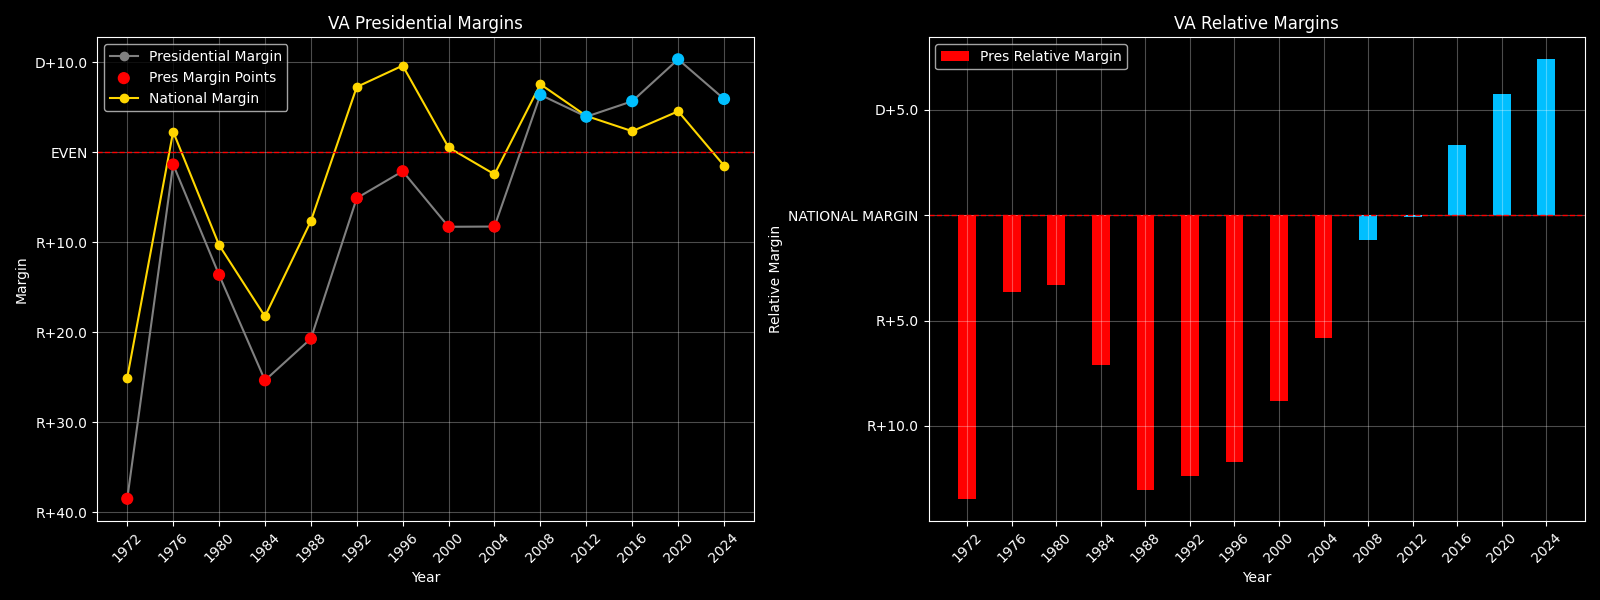 VA Presidential Margins
Presidential Margin
Pres Margin Points
National Margin
D+10.0
EVEN
R+10.0
R+20.0
R+30.0
R+40.0
Margin
1972 1976 1980 1984 1988 1992 1996 2000 2004 2008 2012 2016 2020 2024
Year
VA Relative Margins
Pres Relative Margin
D+5.0
NATIONAL MARGIN
R+5.0
R+10.0
Relative Margin
1972 1976 1980 1984 1988 1992 1996 2000 2004 2008 2012 2016 2020 2024
Year